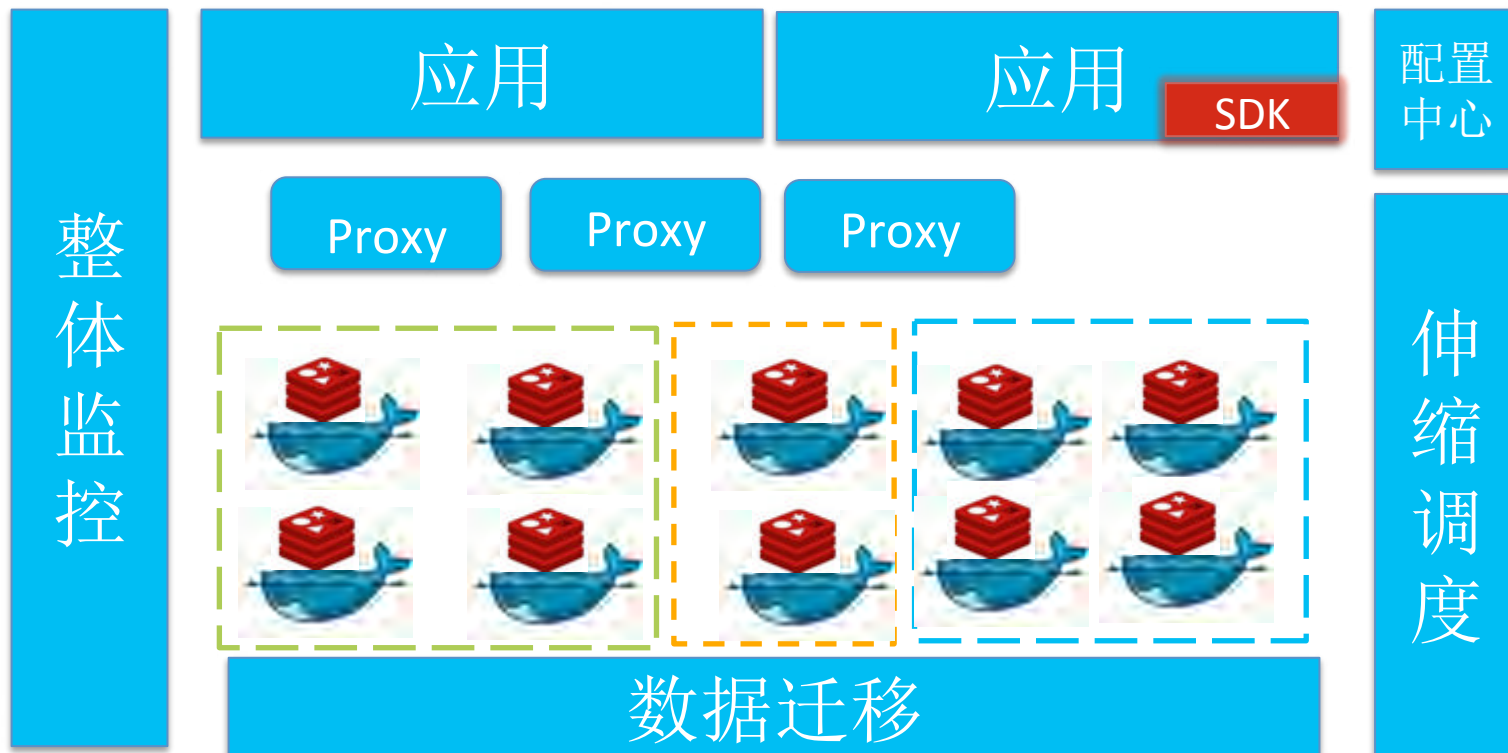 整
体
监
控
应用
应用
SDK
配置
中心
Proxy
Proxy
Proxy
伸
缩
调
度
数据迁移